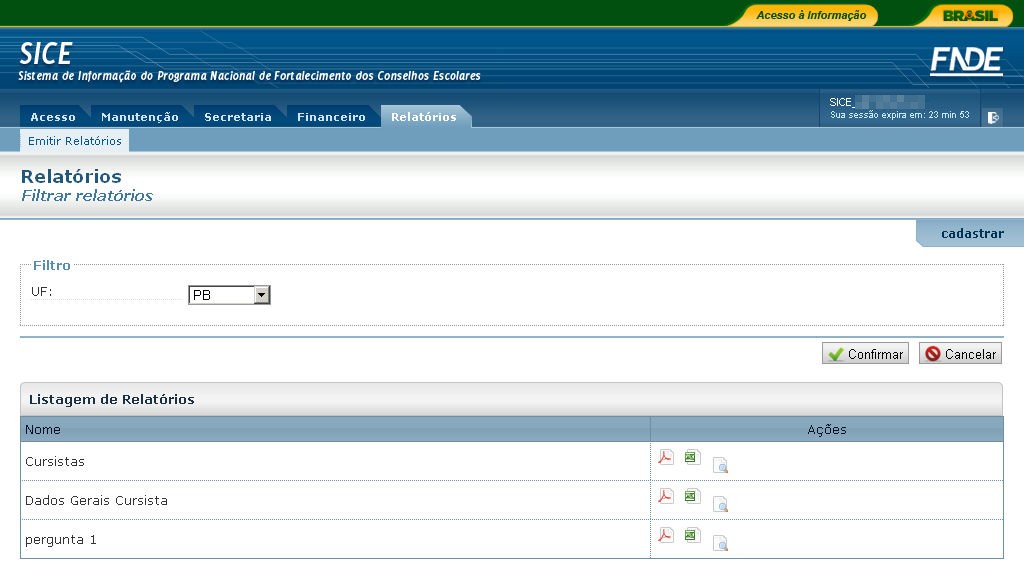 Acesso à Informação
BRASIL
SICE
Sistema de Informação do Programa Nacional de Fortalecimento dos Conselhos Escolares
FNDE
Acesso
Manutenção
Secretaria
Financeiro
Relatórios
SICE_
Sua sessão expira em: 23 min 53
Emitir Relatórios
Relatórios
Filtrar relatórios
cadastrar
Filtro
UF:
PB
Confirmar
Cancelar
Listagem de Relatórios
Nome
Ações
Cursistas
Dados Gerais Cursista
pergunta 1